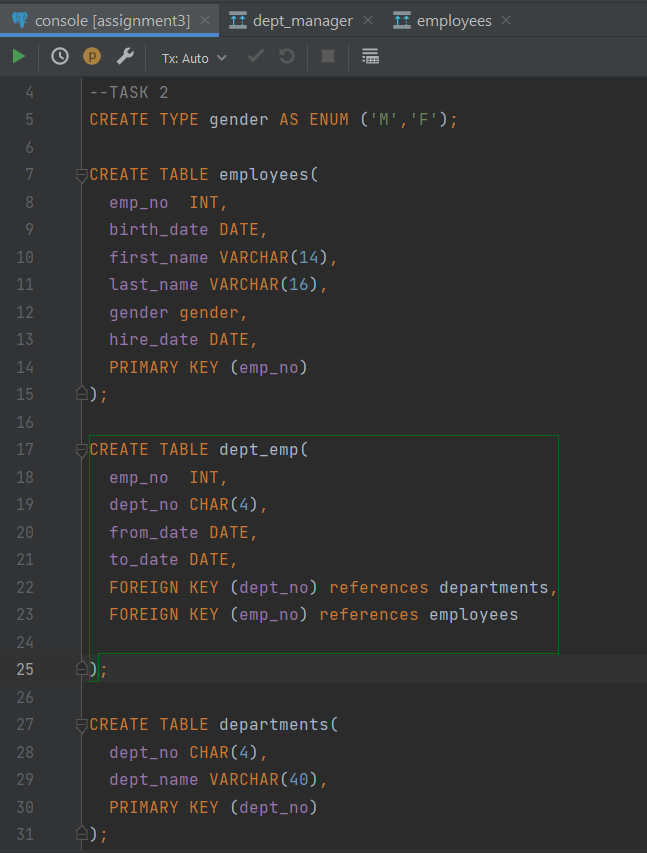 console [assignment3] dept_manager employees
p Tx: Auto
4 --TASK 2
5 CREATE TYPE gender AS ENUM ('M','F');
6
7 CREATE TABLE employees(
8 emp_no  INT,
9 birth_date DATE,
10 first_name VARCHAR(14),
11 last_name VARCHAR(16),
12 gender gender,
13 hire_date DATE,
14 PRIMARY KEY (emp_no)
15 );
16
17 CREATE TABLE dept_emp(
18 emp_no  INT,
19 dept_no CHAR(4),
20 from_date DATE,
21 to_date DATE,
22 FOREIGN KEY (dept_no) references departments,
23 FOREIGN KEY (emp_no) references employees
24
25 );
26
27 CREATE TABLE departments(
28 dept_no CHAR(4),
29 dept_name VARCHAR(40),
30 PRIMARY KEY (dept_no)
31 );